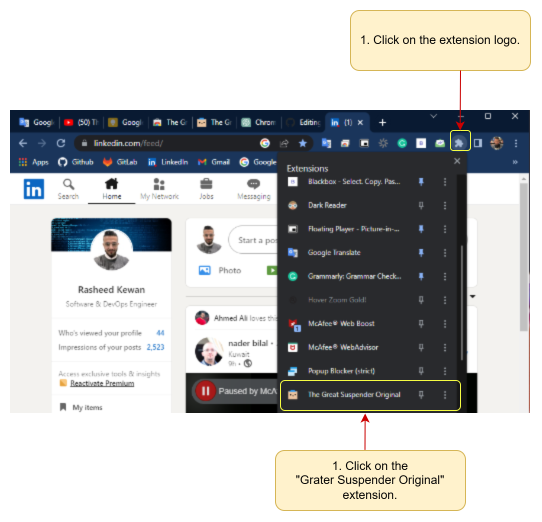 1. Click on the extension logo.
Googl
(50) Th
Googl
The G
The G
Chrom
Editing
(1)
linkedin.com/feed/
Apps
Github
GitLab
LinkedIn
Gmail
Google
Extensions
Blackbox - Select. Copy. Pas...
Dark Reader
Floating Player - Picture-in-...
Google Translate
Grammarly: Grammar Check...
Hover Zoom Gold!
McAfee® Web Boost
McAfee® WebAdvisor
Popup Blocker (strict)
The Great Suspender Original
in
Search
Home
My Network
Jobs
Messaging
Rasheed Kewan
Software & DevOps Engineer
Who's viewed your profile 44
Impressions of your posts 2,523
Access exclusive tools & insights
Reactivate Premium
My items
Start a po
Photo
Ahmed Ali loves this
nader bilal
Kuwait
9h
Paused by McA
1. Click on the
"Grater Suspender Original"
extension.